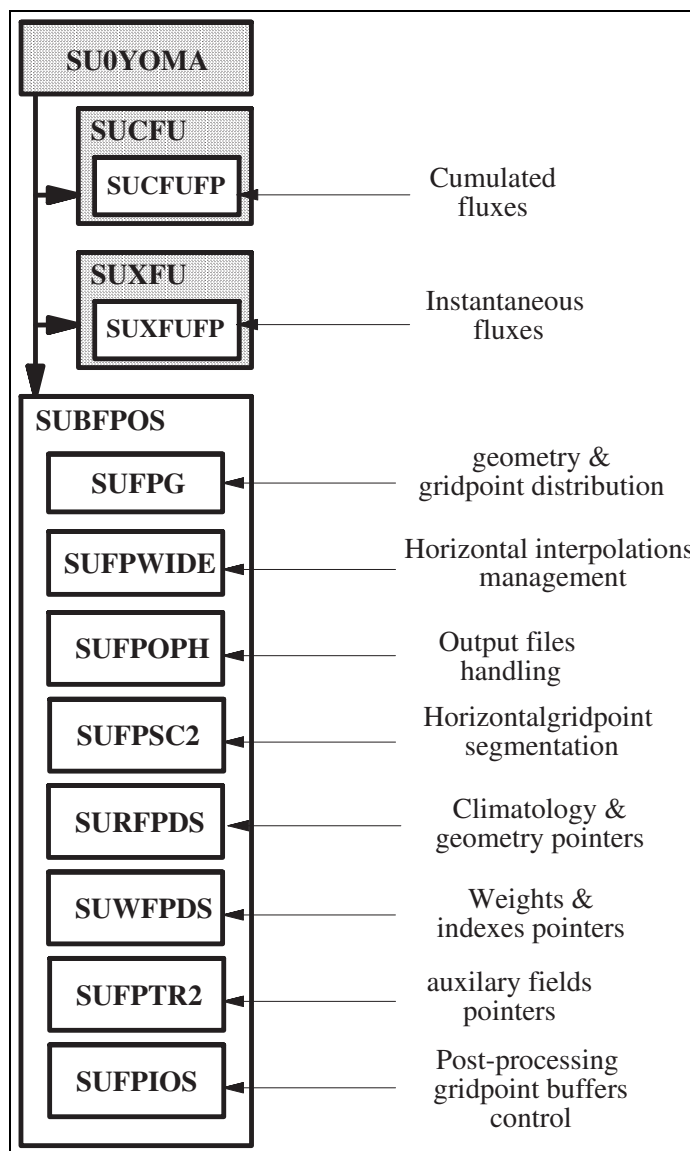 SU0YOMA
SUCFU
SUCFUFP
Cumulated
fluxes
SUXFU
SUXFUFP
Instantaneous
fluxes
SUBFPOS
SUFPG
geometry &
gridpoint distribution
SUFPWIDE
Horizontal interpolations
management
SUFPOPH
Output files
handling
SUFPSC2
Horizontalgridpoint
segmentation
SURFPDS
Climatology &
geometry pointers
SUWFPDS
Weights &
indexes pointers
SUFPTR2
auxilary fields
pointers
SUFPIOS
Post-processing
gridpoint buffers
control